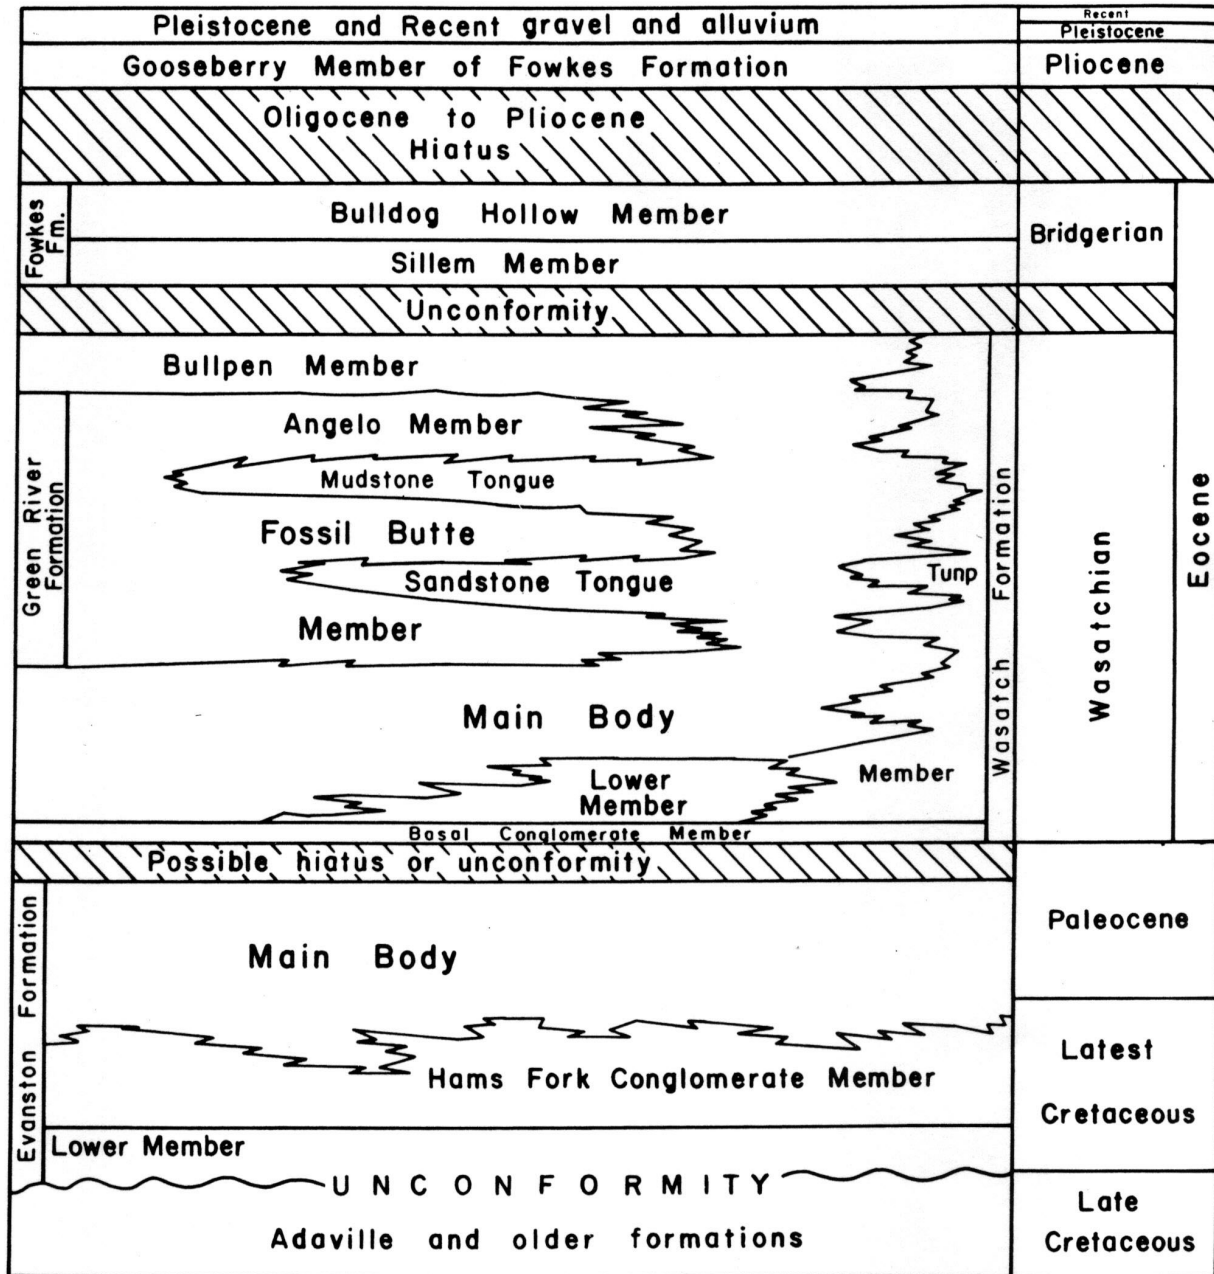 Pleistocene and Recent gravel and alluvium
Recent
Pleistocene
Gooseberry Member of Fowkes Formation
Pliocene
Oligocene to Pliocene
Hiatus
Fowkes
Fm.
Bulldog Hollow Member
Sillem Member
Bridgerian
Unconformity
Bullpen Member
Green River
Formation
Angelo Member
Mudstone Tongue
Fossil Butte
Sandstone Tongue
Member
Main Body
Lower
Member
Tunp
Member
Wasatch Formation
Wasatchian
Eocene
Basal Conglomerate Member
Possible hiatus or unconformity
Evanston Formation
Main Body
Paleocene
Hams Fork Conglomerate Member
Latest
Cretaceous
Lower Member
UNCONFORMITY
Adaville and older formations
Late
Cretaceous